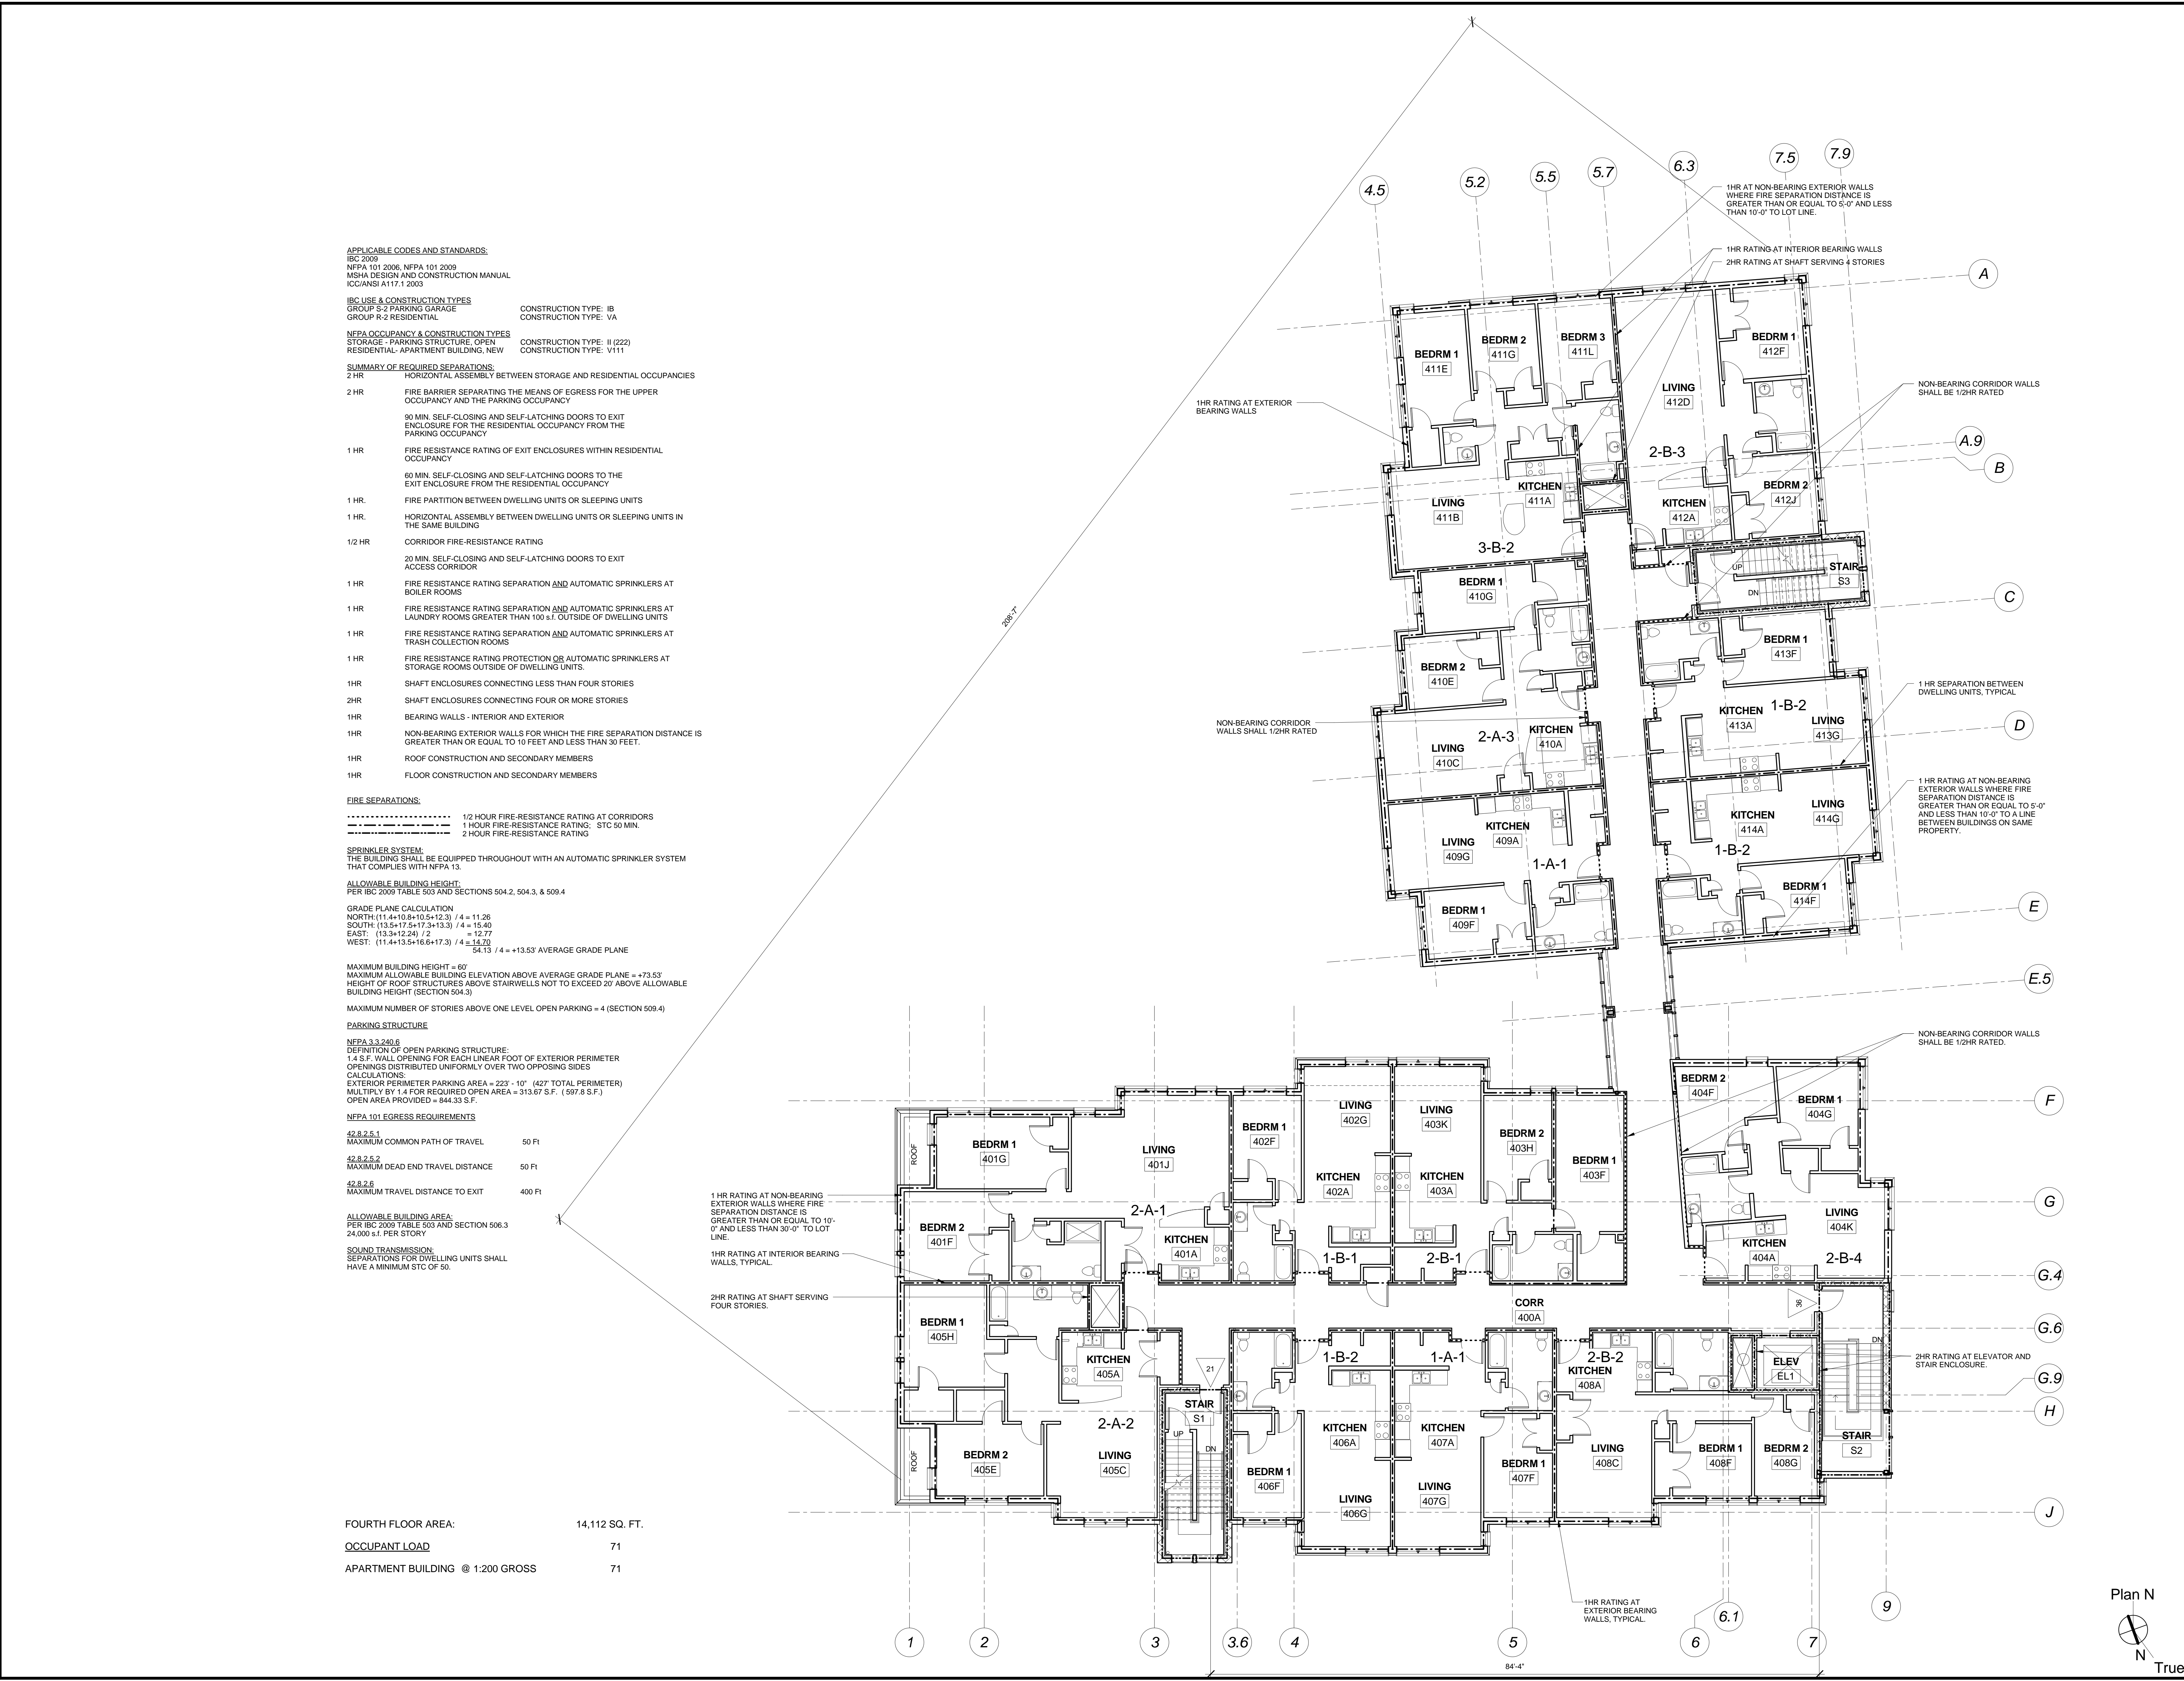 APPLICABLE CODES AND STANDARDS:
IBC 2009
NFPA 101 2006, NFPA 101 2009
MSHA DESIGN AND CONSTRUCTION MANUAL
ICC/ANSI A117.1 2003
IBC USE & CONSTRUCTION TYPES
GROUP S-2 PARKING GARAGE CONSTRUCTION TYPE: IB
GROUP R-2 RESIDENTIAL CONSTRUCTION TYPE: VA
NFPA OCCUPANCY & CONSTRUCTION TYPES
STORAGE - PARKING STRUCTURE, OPEN CONSTRUCTION TYPE: II (222)
RESIDENTIAL- APARTMENT BUILDING, NEW CONSTRUCTION TYPE: V111
SUMMARY OF REQUIRED SEPARATIONS:
2 HR HORIZONTAL ASSEMBLY BETWEEN STORAGE AND RESIDENTIAL OCCUPANCIES
2 HR FIRE BARRIER SEPARATING THE MEANS OF EGRESS FOR THE UPPER
OCCUPANCY AND THE PARKING OCCUPANCY
90 MIN. SELF-CLOSING AND SELF-LATCHING DOORS TO EXIT
ENCLOSURE FOR THE RESIDENTIAL OCCUPANCY FROM THE
PARKING OCCUPANCY
1 HR FIRE RESISTANCE RATING OF EXIT ENCLOSURES WITHIN RESIDENTIAL
OCCUPANCY
60 MIN. SELF-CLOSING AND SELF-LATCHING DOORS TO THE
EXIT ENCLOSURE FROM THE RESIDENTIAL OCCUPANCY
1 HR. FIRE PARTITION BETWEEN DWELLING UNITS OR SLEEPING UNITS
1 HR. HORIZONTAL ASSEMBLY BETWEEN DWELLING UNITS OR SLEEPING UNITS IN
THE SAME BUILDING
1/2 HR CORRIDOR FIRE-RESISTANCE RATING
20 MIN. SELF-CLOSING AND SELF-LATCHING DOORS TO EXIT
ACCESS CORRIDOR
1 HR FIRE RESISTANCE RATING SEPARATION AND AUTOMATIC SPRINKLERS AT
BOILER ROOMS
1 HR FIRE RESISTANCE RATING SEPARATION AND AUTOMATIC SPRINKLERS AT
LAUNDRY ROOMS GREATER THAN 100 s.f. OUTSIDE OF DWELLING UNITS
1 HR FIRE RESISTANCE RATING SEPARATION AND AUTOMATIC SPRINKLERS AT
TRASH COLLECTION ROOMS
1 HR FIRE RESISTANCE RATING PROTECTION OR AUTOMATIC SPRINKLERS AT
STORAGE ROOMS OUTSIDE OF DWELLING UNITS.
1HR SHAFT ENCLOSURES CONNECTING LESS THAN FOUR STORIES
2HR SHAFT ENCLOSURES CONNECTING FOUR OR MORE STORIES
1HR BEARING WALLS - INTERIOR AND EXTERIOR
1HR NON-BEARING EXTERIOR WALLS FOR WHICH THE FIRE SEPARATION DISTANCE IS
GREATER THAN OR EQUAL TO 10 FEET AND LESS THAN 30 FEET.
1HR ROOF CONSTRUCTION AND SECONDARY MEMBERS
1HR FLOOR CONSTRUCTION AND SECONDARY MEMBERS
FIRE SEPARATIONS:
1/2 HOUR FIRE-RESISTANCE RATING AT CORRIDORS
1 HOUR FIRE-RESISTANCE RATING; STC 50 MIN.
2 HOUR FIRE-RESISTANCE RATING
SPRINKLER SYSTEM:
THE BUILDING SHALL BE EQUIPPED THROUGHOUT WITH AN AUTOMATIC SPRINKLER SYSTEM
THAT COMPLIES WITH NFPA 13.
ALLOWABLE BUILDING HEIGHT:
PER IBC 2009 TABLE 503 AND SECTIONS 504.2, 504.3, & 509.4
GRADE PLANE CALCULATION
NORTH:(11.4+10.8+10.5+12.3) / 4 = 11.26
SOUTH: (13.5+17.5+17.3+13.3) / 4 = 15.40
EAST: (13.3+12.24) / 2 = 12.77
WEST: (11.4+13.5+16.6+17.3) / 4 = 14.70
54.13 / 4 = +13.53' AVERAGE GRADE PLANE
MAXIMUM BUILDING HEIGHT = 60'
MAXIMUM ALLOWABLE BUILDING ELEVATION ABOVE AVERAGE GRADE PLANE = +73.53'
HEIGHT OF ROOF STRUCTURES ABOVE STAIRWELLS NOT TO EXCEED 20' ABOVE ALLOWABLE
BUILDING HEIGHT (SECTION 504.3)
MAXIMUM NUMBER OF STORIES ABOVE ONE LEVEL OPEN PARKING = 4 (SECTION 509.4)
PARKING STRUCTURE
NFPA 3.3.240.6
DEFINITION OF OPEN PARKING STRUCTURE:
1.4 S.F. WALL OPENING FOR EACH LINEAR FOOT OF EXTERIOR PERIMETER
OPENINGS DISTRIBUTED UNIFORMLY OVER TWO OPPOSING SIDES
CALCULATIONS:
EXTERIOR PERIMETER PARKING AREA = 223' - 10" (427' TOTAL PERIMETER)
MULTIPLY BY 1.4 FOR REQUIRED OPEN AREA = 313.67 S.F. ( 597.8 S.F.)
OPEN AREA PROVIDED = 844.33 S.F.
NFPA 101 EGRESS REQUIREMENTS
42.8.2.5.1
MAXIMUM COMMON PATH OF TRAVEL 50 Ft
42.8.2.5.2
MAXIMUM DEAD END TRAVEL DISTANCE 50 Ft
42.8.2.6
MAXIMUM TRAVEL DISTANCE TO EXIT 400 Ft
ALLOWABLE BUILDING AREA:
PER IBC 2009 TABLE 503 AND SECTION 506.3
24,000 s.f. PER STORY
SOUND TRANSMISSION:
SEPARATIONS FOR DWELLING UNITS SHALL
HAVE A MINIMUM STC OF 50.
FOURTH FLOOR AREA: 14,112 SQ. FT.
OCCUPANT LOAD 71
APARTMENT BUILDING @ 1:200 GROSS 71
208'-7"
4.5
5.2
5.5
5.7
6.3
7.5
7.9
1HR AT NON-BEARING EXTERIOR WALLS
WHERE FIRE SEPARATION DISTANCE IS
GREATER THAN OR EQUAL TO 5'-0" AND LESS
THAN 10'-0" TO LOT LINE.
1HR RATING AT INTERIOR BEARING WALLS
2HR RATING AT SHAFT SERVING 4 STORIES
A
NON-BEARING CORRIDOR WALLS
SHALL BE 1/2HR RATED
A.9
B
1HR RATING AT EXTERIOR
BEARING WALLS
BEDRM 1
411E
BEDRM 2
411G
BEDRM 3
411L
BEDRM 1
412F
LIVING
412D
2-B-3
BEDRM 2
412J
KITCHEN
412A
KITCHEN
411A
LIVING
411B
3-B-2
UP
DN
STAIR
S3
C
BEDRM 1
410G
BEDRM 2
410E
BEDRM 1
413F
1 HR SEPARATION BETWEEN
DWELLING UNITS, TYPICAL
KITCHEN
413A
1-B-2
LIVING
413G
D
NON-BEARING CORRIDOR
WALLS SHALL 1/2HR RATED
2-A-3
KITCHEN
410A
LIVING
410C
1 HR RATING AT NON-BEARING
EXTERIOR WALLS WHERE FIRE
SEPARATION DISTANCE IS
GREATER THAN OR EQUAL TO 5'-0"
AND LESS THAN 10'-0" TO A LINE
BETWEEN BUILDINGS ON SAME
PROPERTY.
LIVING
414G
KITCHEN
414A
1-B-2
KITCHEN
409A
LIVING
409G
1-A-1
BEDRM 1
414F
BEDRM 1
409F
E
E.5
NON-BEARING CORRIDOR WALLS
SHALL BE 1/2HR RATED.
BEDRM 2
404F
BEDRM 1
404G
F
ROOF
BEDRM 1
401G
LIVING
401J
BEDRM 1
402F
LIVING
402G
LIVING
403K
BEDRM 2
403H
BEDRM 1
403F
KITCHEN
402A
KITCHEN
403A
1 HR RATING AT NON-BEARING
EXTERIOR WALLS WHERE FIRE
SEPARATION DISTANCE IS
GREATER THAN OR EQUAL TO 10'-
0" AND LESS THAN 30'-0" TO LOT
LINE.
1HR RATING AT INTERIOR BEARING
WALLS, TYPICAL.
G
2-A-1
BEDRM 2
401F
KITCHEN
401A
1-B-1
2-B-1
LIVING
404K
KITCHEN
404A
2-B-4
G.4
2HR RATING AT SHAFT SERVING
FOUR STORIES.
CORR
400A
36
BEDRM 1
405H
G.6
DN
KITCHEN
405A
21
1-B-2
1-A-1
2-B-2
KITCHEN
408A
ELEV
EL1
2HR RATING AT ELEVATOR AND
STAIR ENCLOSURE.
G.9
H
STAIR
S1
UP
DN
2-A-2
ROOF
BEDRM 2
405E
LIVING
405C
KITCHEN
406A
KITCHEN
407A
BEDRM 1
406F
LIVING
406G
LIVING
407G
BEDRM 1
407F
LIVING
408C
BEDRM 1
408F
BEDRM 2
408G
STAIR
S2
J
1HR RATING AT
EXTERIOR BEARING
WALLS, TYPICAL.
1
2
3
3.6
4
5
6
6.1
7
9
84'-4"
Plan N
N
True